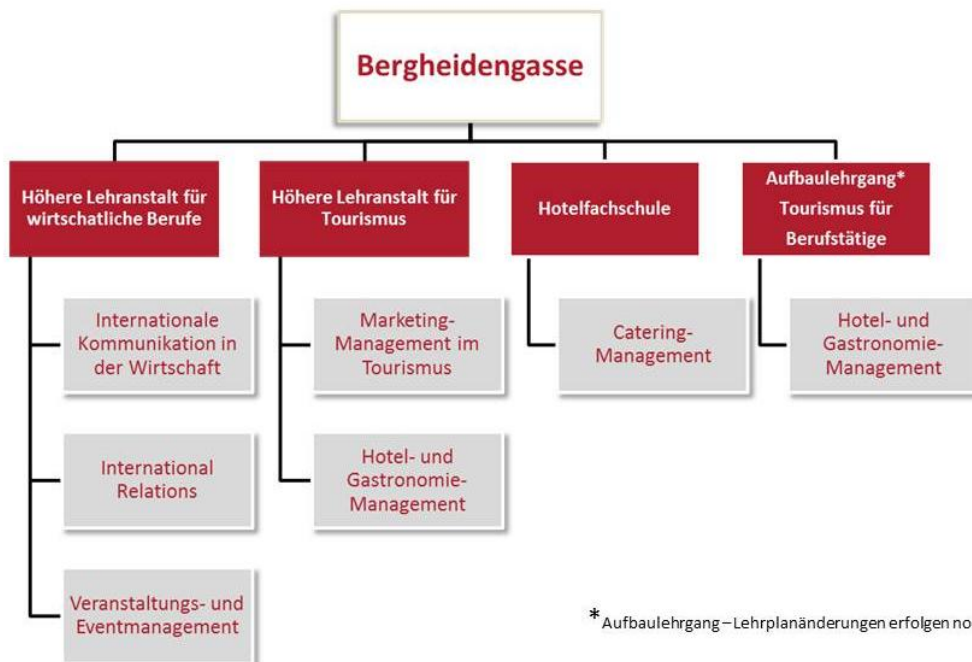 Bergheidengasse
Höhere Lehranstalt für
wirtschatliche Berufe
Höhere Lehranstalt für
Tourismus
Hotelfachschule
Aufbaulehrgang*
Tourismus für
Berufstätige
Internationale
Kommunikation in
der Wirtschaft
Marketing-
Management im
Tourismus
Catering-
Management
Hotel- und
Gastronomie-
Management
International
Relations
Hotel- und
Gastronomie-
Management
Veranstaltungs- und
Eventmanagement
*Aufbaulehrgang – Lehrplanänderungen erfolgen